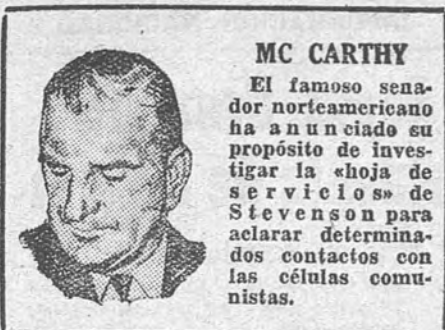 MC CARTHY
El famoso sena-
dor norteamericano
ha anunciado su
propósito de inves-
tigar la «hoja de
servicios» de
Stevenson para
aclarar determina-
dos contactos con
las células comu-
nistas.